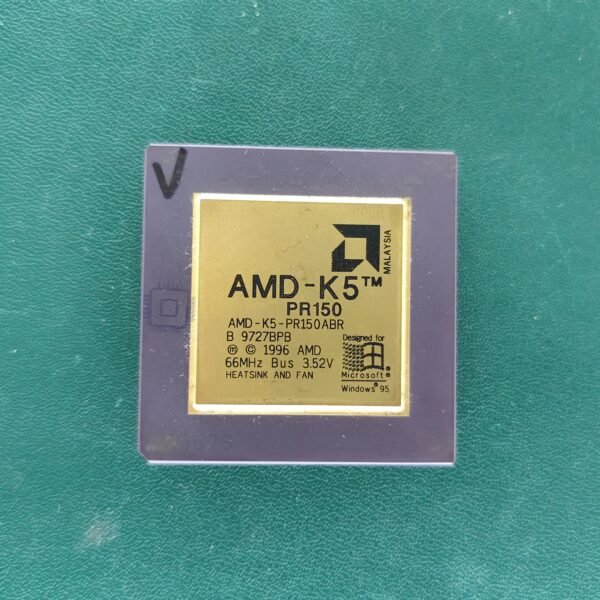 V
MALAYSIA
AMD-K5™
PR150
AMD-K5-PR150ABR
B 9727BPB
ⓜ © 1996 AMD
66MHz Bus 3.52V
HEATSINK AND FAN
Designed for
Microsoft®
Windows®95